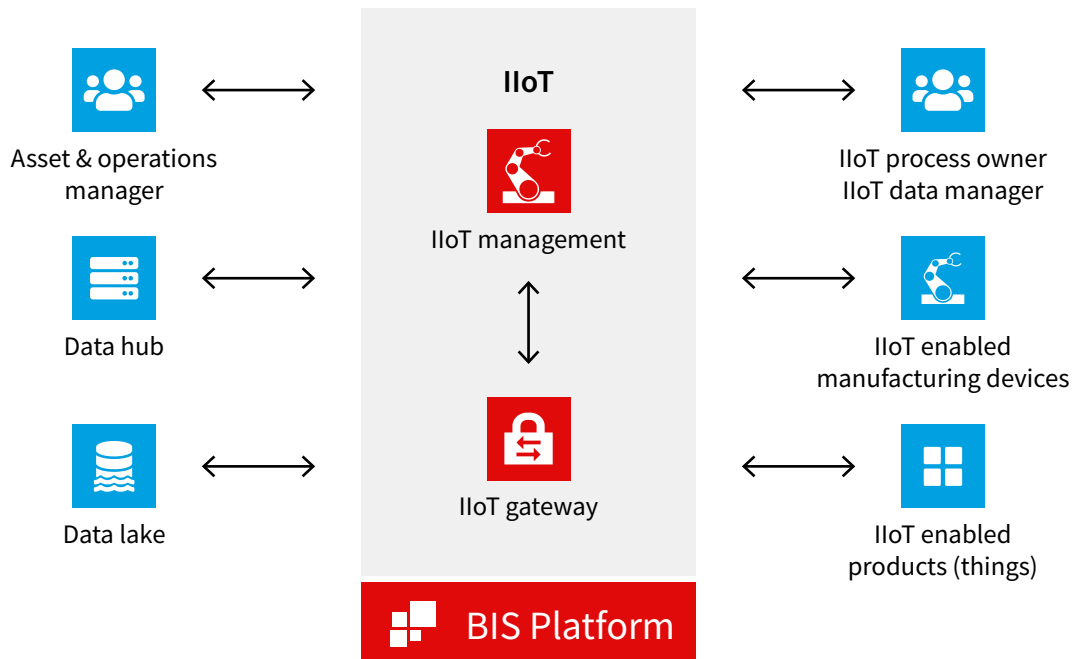 IIoT
Asset & operations
manager
IIoT process owner
IIoT data manager
IIoT management
Data hub
IIoT enabled
manufacturing devices
IIoT gateway
Data lake
IIoT enabled
products (things)
BIS Platform